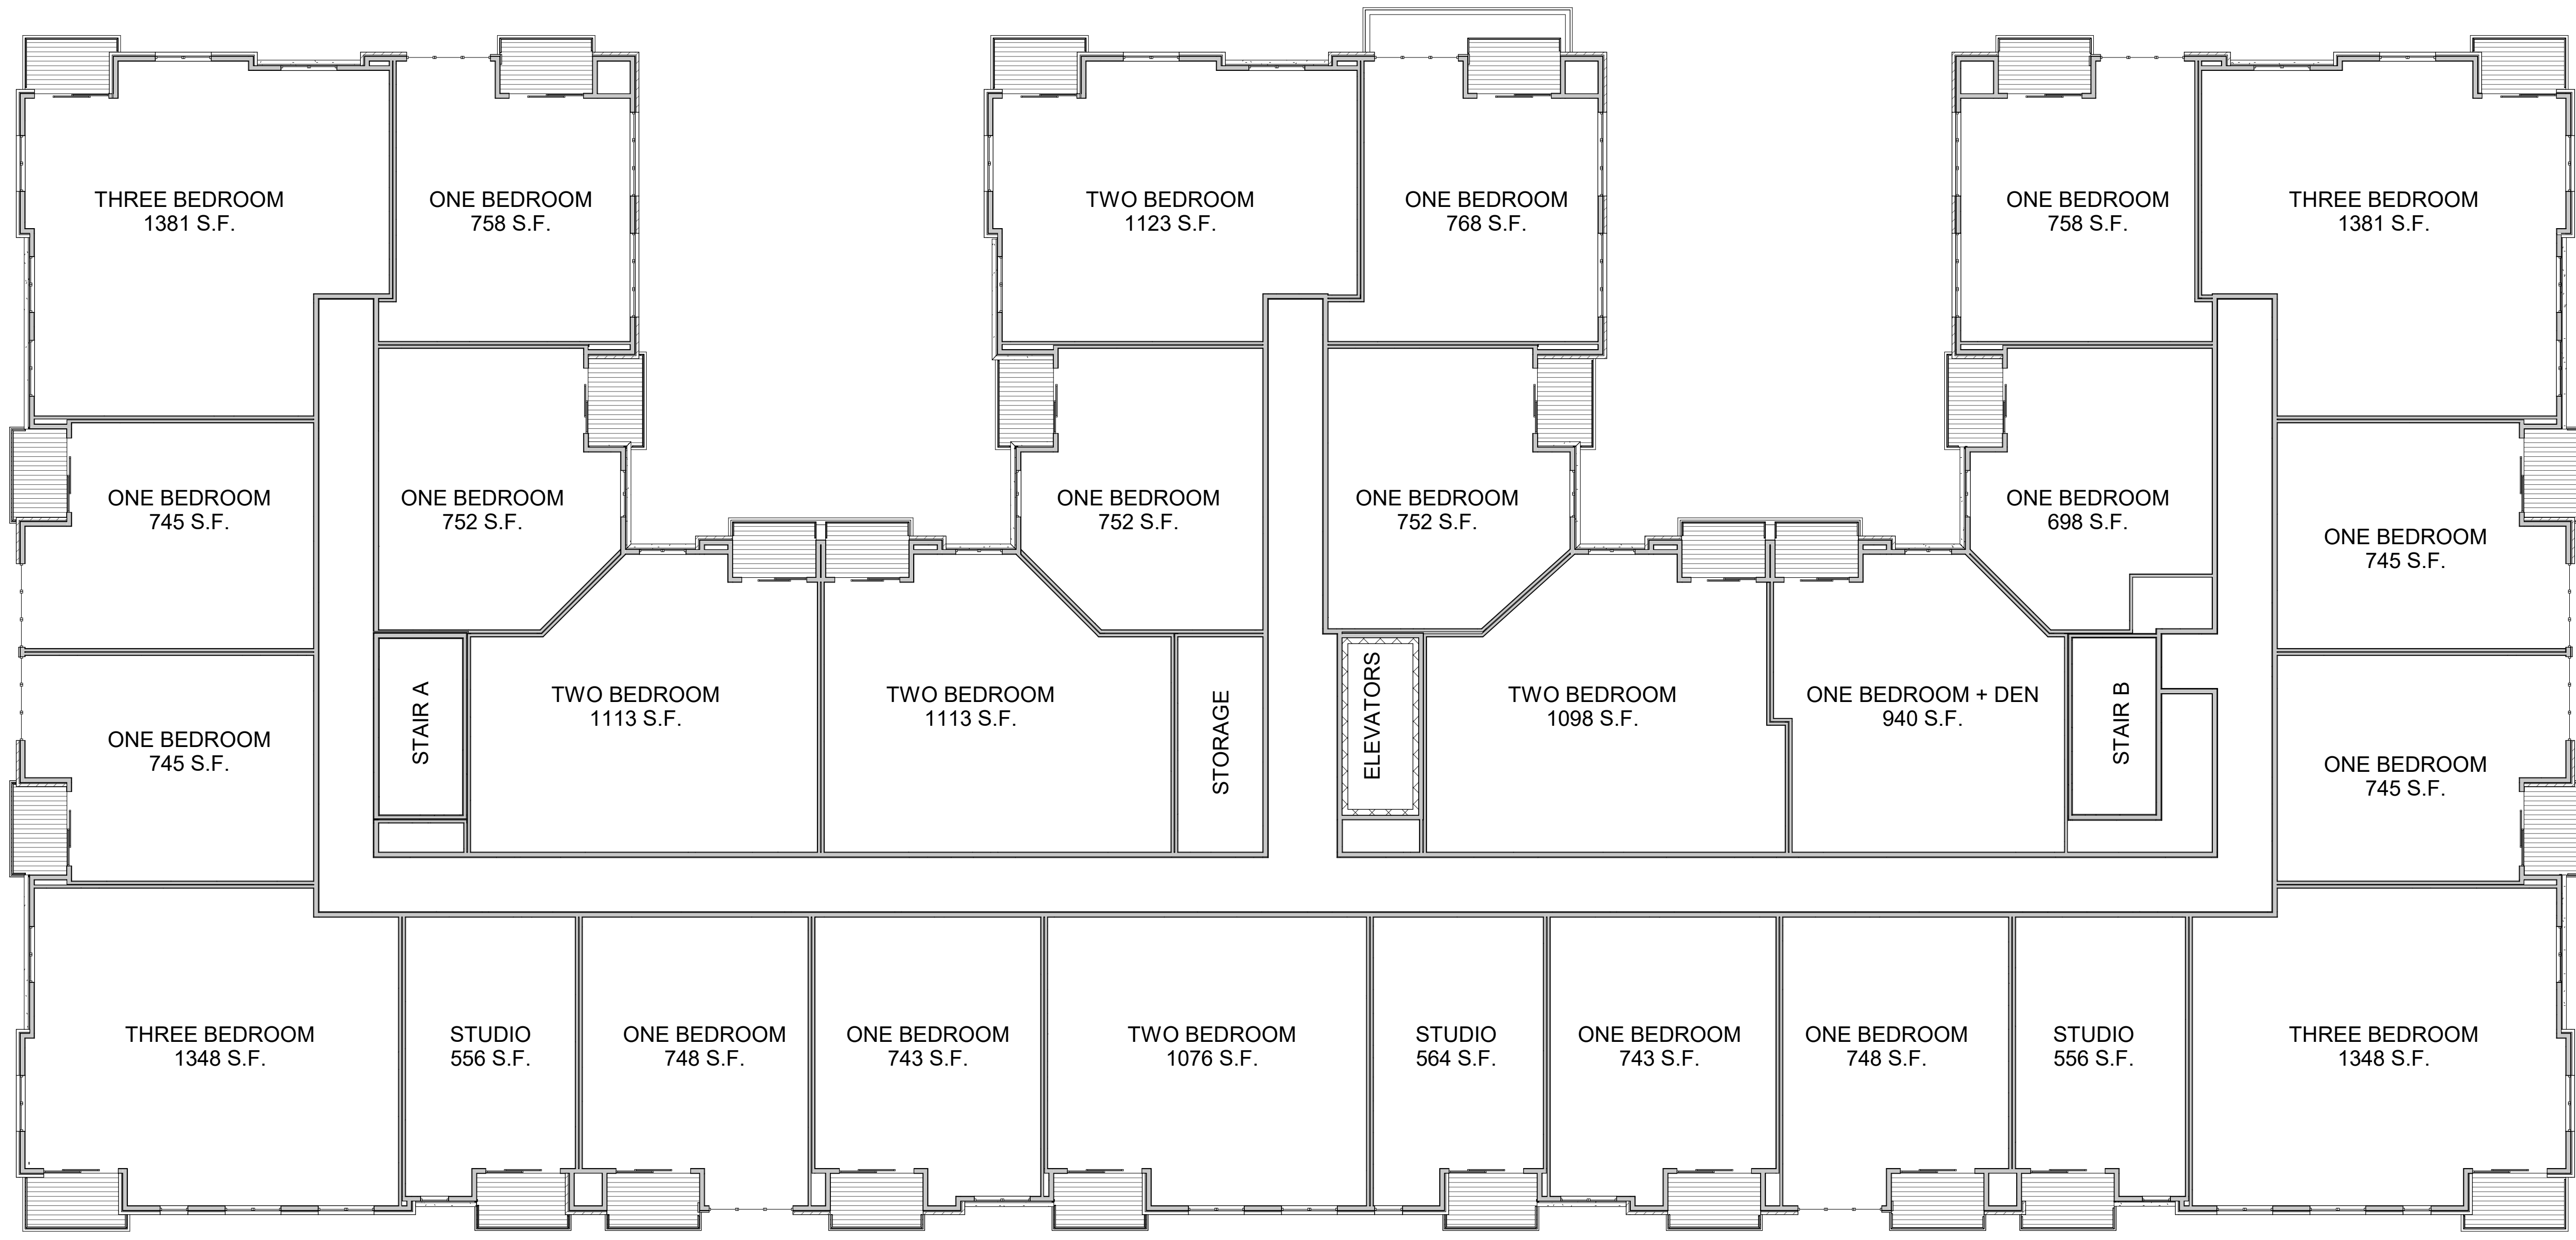 THREE BEDROOM
1381 S.F.
ONE BEDROOM
758 S.F.
TWO BEDROOM
1123 S.F.
ONE BEDROOM
768 S.F.
ONE BEDROOM
758 S.F.
THREE BEDROOM
1381 S.F.
ONE BEDROOM
745 S.F.
ONE BEDROOM
752 S.F.
ONE BEDROOM
752 S.F.
ONE BEDROOM
752 S.F.
ONE BEDROOM
698 S.F.
ONE BEDROOM
745 S.F.
ONE BEDROOM
745 S.F.
STAIR A
TWO BEDROOM
1113 S.F.
TWO BEDROOM
1113 S.F.
STORAGE
ELEVATORS
TWO BEDROOM
1098 S.F.
ONE BEDROOM + DEN
940 S.F.
STAIR B
ONE BEDROOM
745 S.F.
THREE BEDROOM
1348 S.F.
STUDIO
556 S.F.
ONE BEDROOM
748 S.F.
ONE BEDROOM
743 S.F.
TWO BEDROOM
1076 S.F.
STUDIO
564 S.F.
ONE BEDROOM
743 S.F.
ONE BEDROOM
748 S.F.
STUDIO
556 S.F.
THREE BEDROOM
1348 S.F.